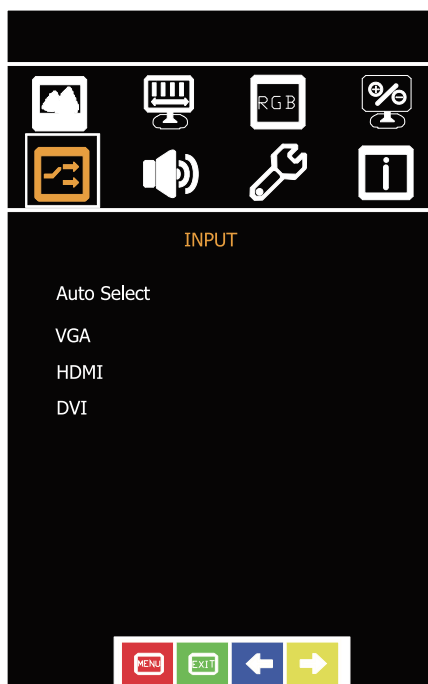 RGB
INPUT
Auto Select
VGA
HDMI
DVI
MENU EXIT